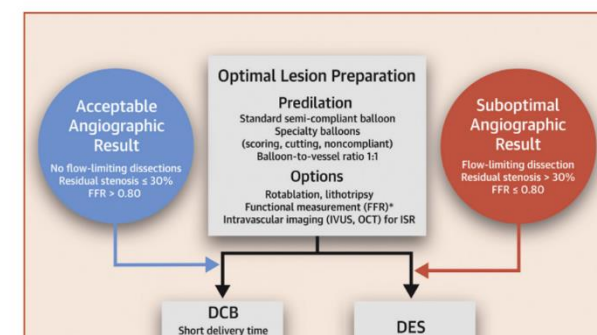 Acceptable
Angiographic
Result
No flow-limiting dissections
Residual stenosis ≤ 30%
FFR > 0.80
Optimal Lesion Preparation
Predilation
Standard semi-compliant balloon
Specialty balloons
(scoring, cutting, noncompliant)
Balloon-to-vessel ratio 1:1
Options
Rotablation, lithotripsy
Functional measurement (FFR)*
Intravascular imaging (IVUS, OCT) for ISR
Suboptimal
Angiographic
Result
Flow-limiting dissection
Residual stenosis > 30%
FFR ≤ 0.80
DCB
Short delivery time
DES